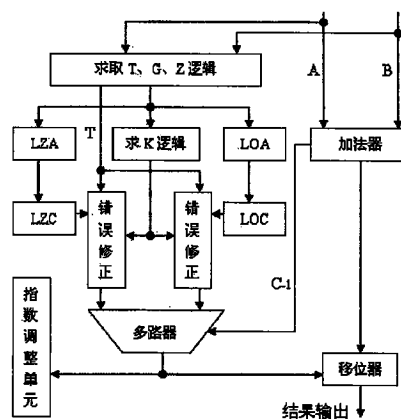 求取 T、G、Z 逻辑
A
B
LZA
T
求 K 逻辑
LOA
加法器
LZC
错误修正
错误修正
LOC
C-1
指数调整单元
多路器
移位器
结果输出